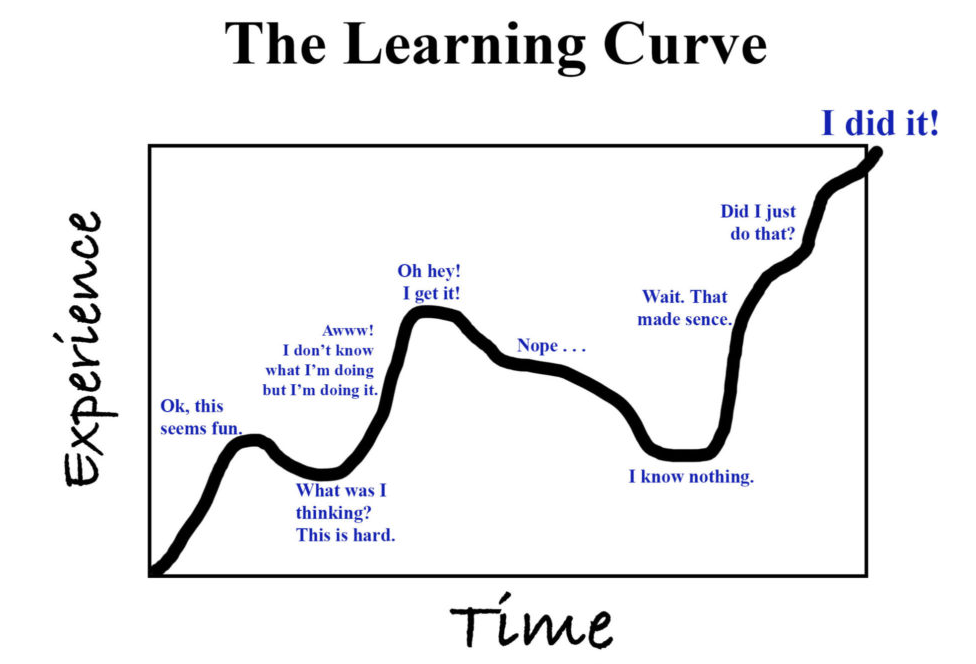 The Learning Curve
I did it!
Did I just
do that?
Oh hey!
I get it!
Wait. That
made sence.
Awww!
I don't know
what I'm doing
but I'm doing it.
Nope . . .
Ok, this
seems fun.
I know nothing.
What was I
thinking?
This is hard.
Experience
Time